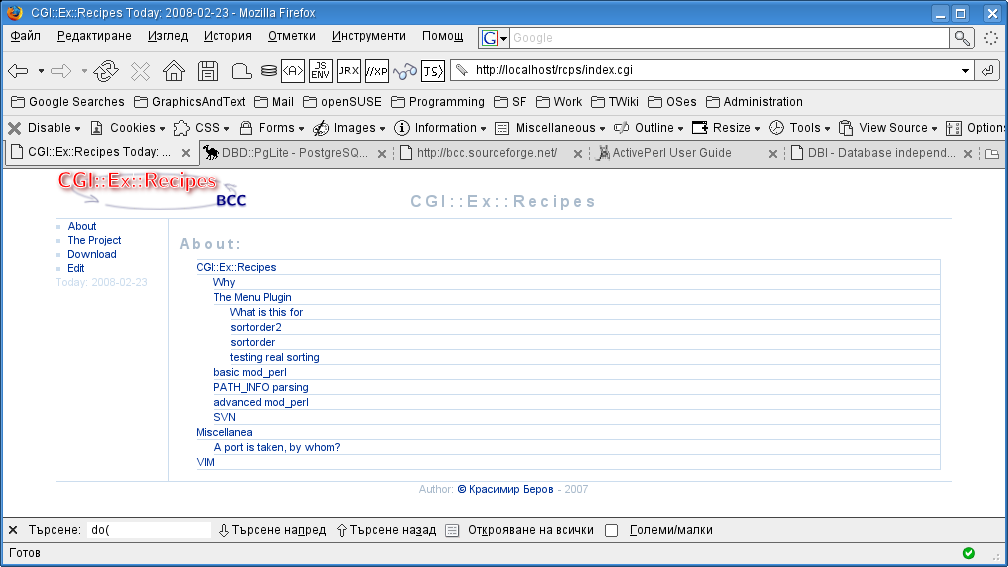 CGI::Ex::Recipes Today: 2008-02-23 - Mozilla Firefox
Файл Редактиране Изглед История Отметки Инструменти Помощ G Google
<A> JS ENV JRX //XP JS} http://localhost/rcps/index.cgi
Google Searches GraphicsAndText Mail openSUSE Programming SF Work TWiki OSes Administration
Disable Cookies CSS Forms Images Information Miscellaneous Outline Resize Tools View Source Option
CGI::Ex::Recipes Today: ... DBD::PgLite - PostgreSQ... http://bcc.sourceforge.net/ ActivePerl User Guide DBI - Database independ...
CGI::Ex::Recipes
BCC
CGI::Ex::Recipes
About
The Project
Download
Edit
Today: 2008-02-23
About:
CGI::Ex::Recipes
Why
The Menu Plugin
What is this for
sortorder2
sortorder
testing real sorting
basic mod_perl
PATH_INFO parsing
advanced mod_perl
SVN
Miscellanea
A port is taken, by whom?
VIM
Author: © Красимир Беров - 2007
Търсене: do( Търсене напред Търсене назад Открояване на всички Големи/малки
Готов